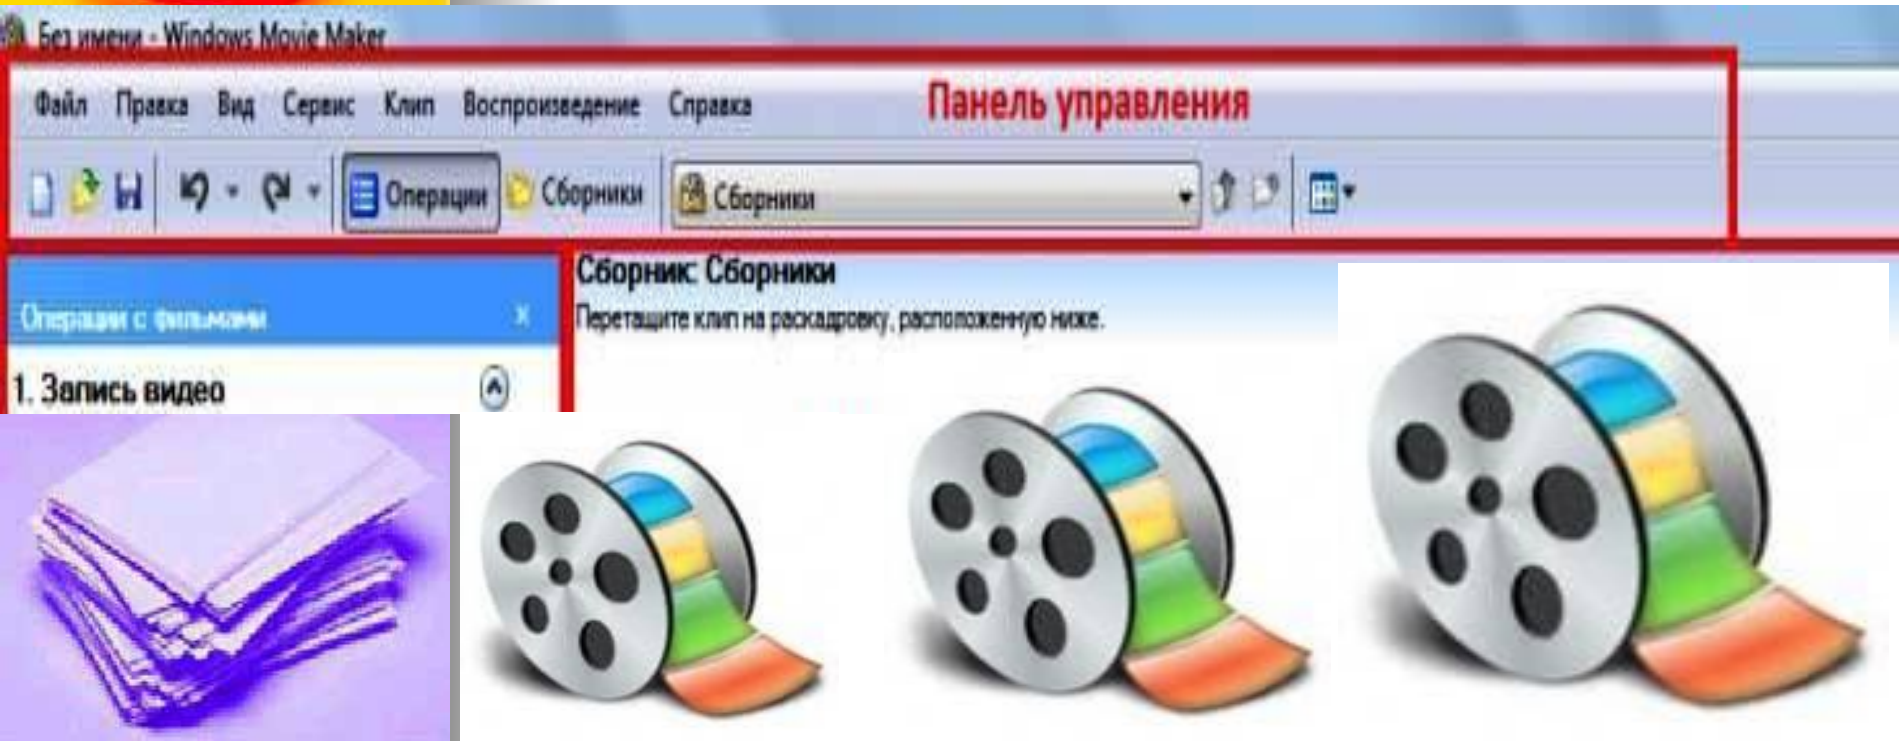 Без имени - Windows Movie Maker
Файл Правка Вид Сервис Клип Воспроизведение Справка Панель управления
Операции Сборники Сборники
Сборник: Сборники
Операции с фильмами x
Перетащите клип на раскадровку, расположенную ниже.
1. Запись видео